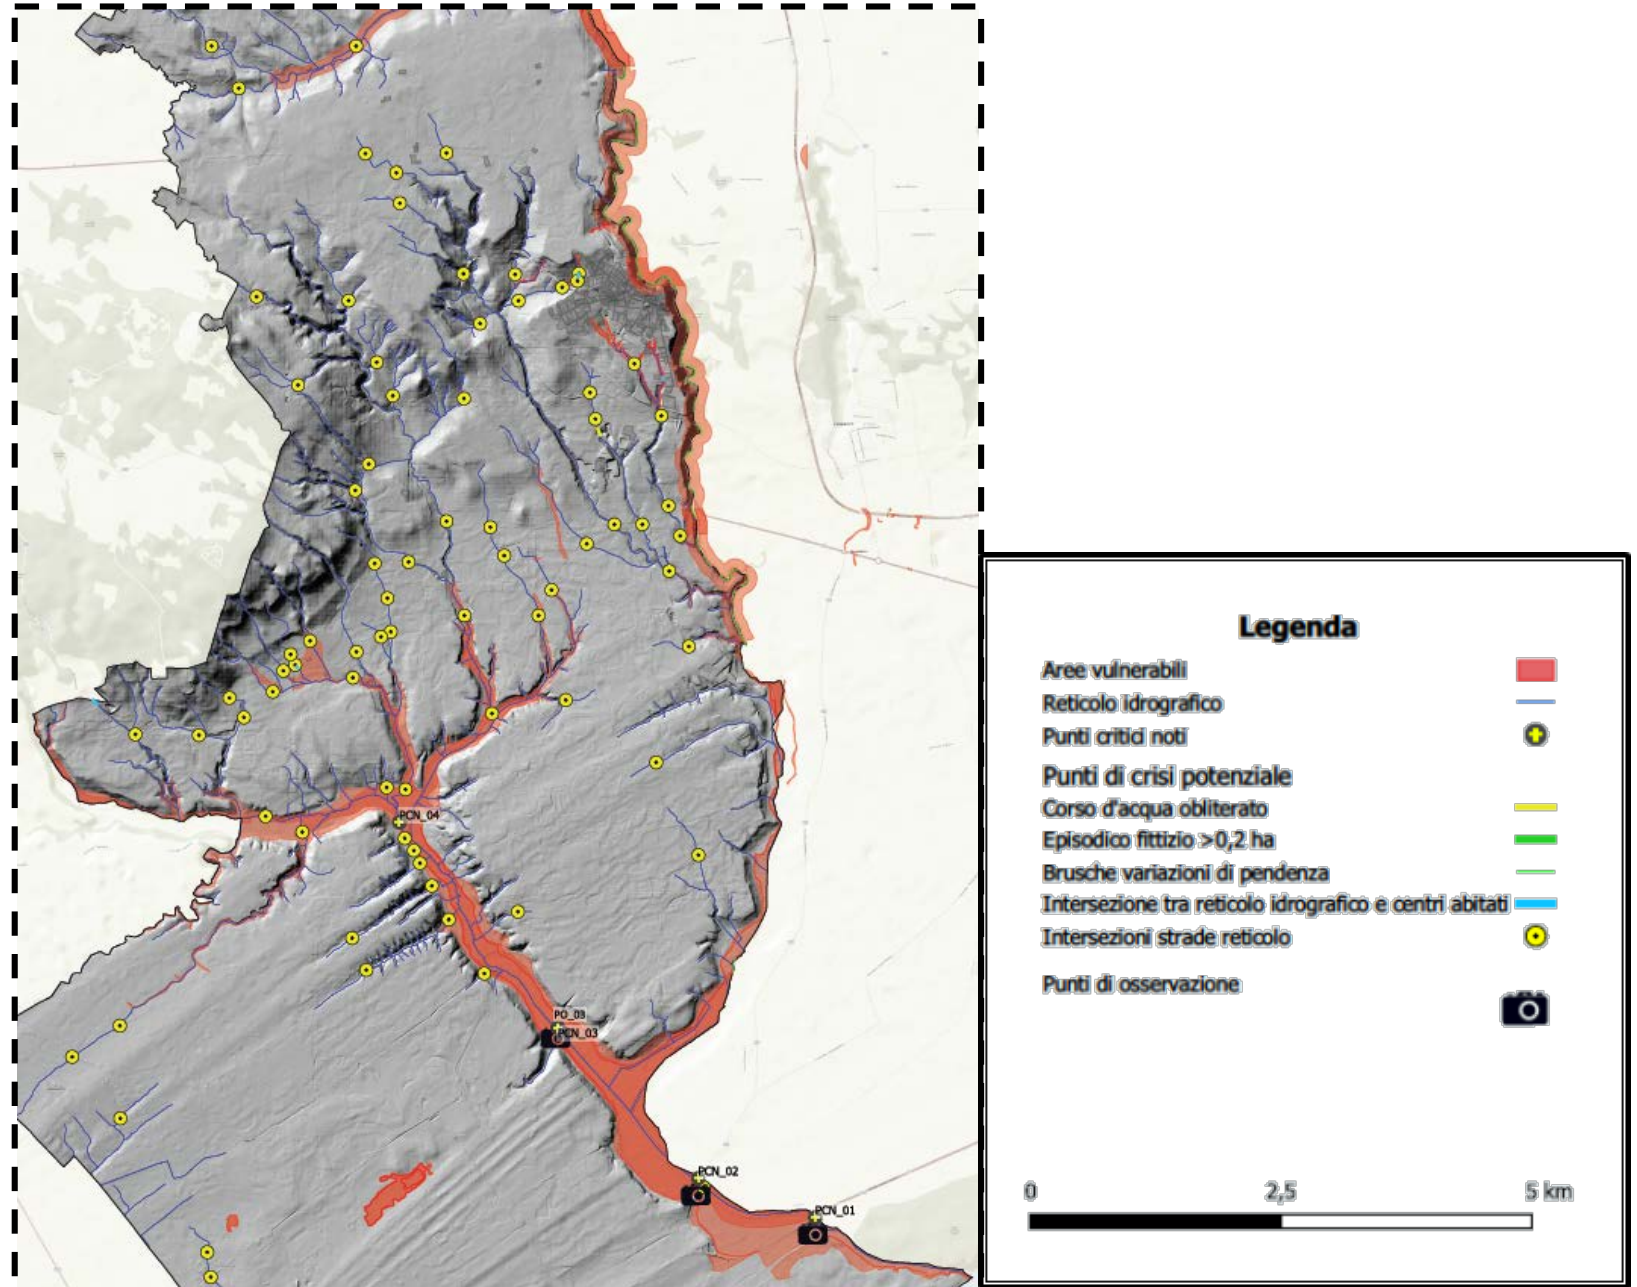 PCN_04
PO_03
PCN_03
PCN_02
PCN_01
Legenda
Aree vulnerabili
Reticolo idrografico
Punti critici noti
Punti di crisi potenziale
Corso d'acqua obliterato
Episodico fittizio >0,2 ha
Brusche variazioni di pendenza
Intersezione tra reticolo idrografico e centri abitati
Intersezioni strade reticolo
Punti di osservazione
0 2,5 5 km